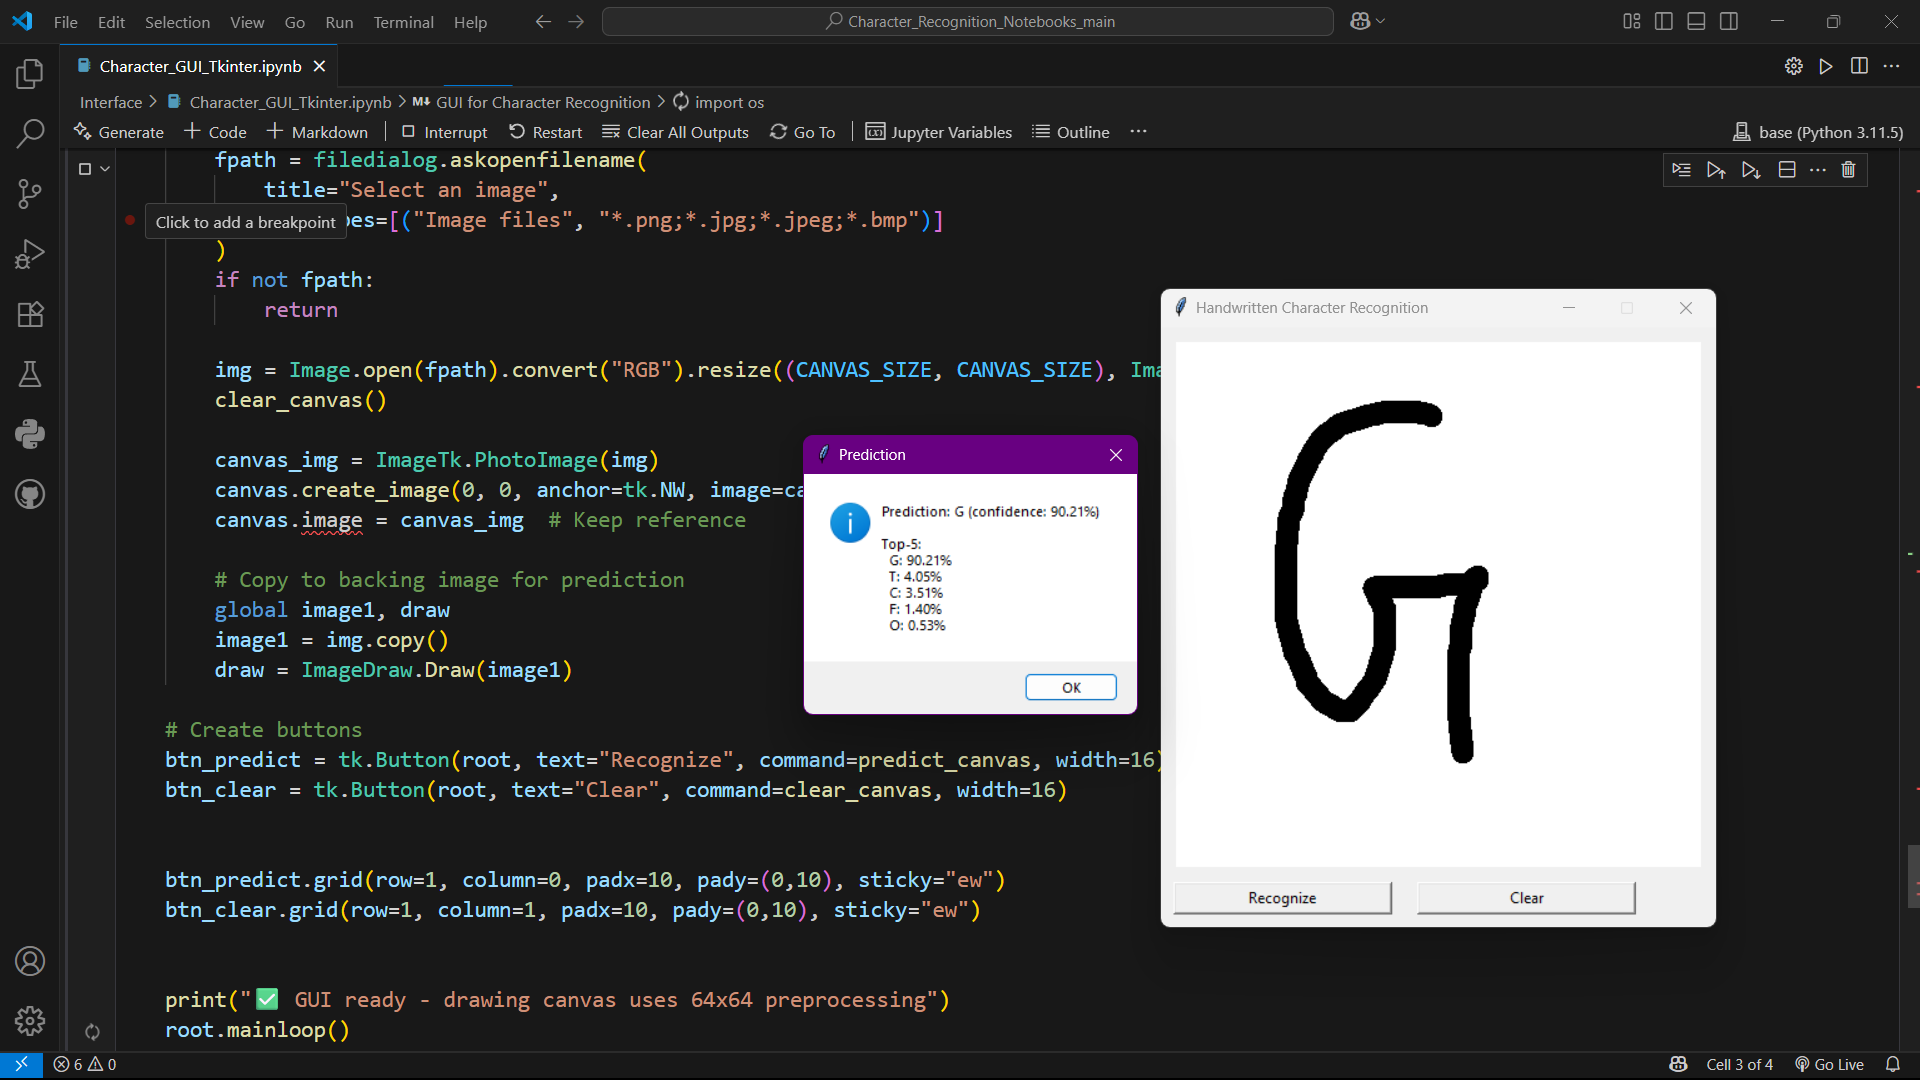 File Edit Selection View Go Run Terminal Help
Character_Recognition_Notebooks_main
Character_GUI_Tkinter.ipynb
Interface > Character_GUI_Tkinter.ipynb > M↓ GUI for Character Recognition > import os
Generate + Code + Markdown | Interrupt Restart Clear All Outputs Go To | Jupyter Variables Outline ...
base (Python 3.11.5)
fpath = filedialog.askopenfilename(
title="Select an image",
Click to add a breakpoint
pes=[("Image files", "*.png;*.jpg;*.jpeg;*.bmp")]
)
if not fpath:
return
img = Image.open(fpath).convert("RGB").resize((CANVAS_SIZE, CANVAS_SIZE), Ima
clear_canvas()
canvas_img = ImageTk.PhotoImage(img)
canvas.create_image(0, 0, anchor=tk.NW, image=ca
canvas.image = canvas_img  # Keep reference
# Copy to backing image for prediction
global image1, draw
image1 = img.copy()
draw = ImageDraw.Draw(image1)
# Create buttons
btn_predict = tk.Button(root, text="Recognize", command=predict_canvas, width=16)
btn_clear = tk.Button(root, text="Clear", command=clear_canvas, width=16)
btn_predict.grid(row=1, column=0, padx=10, pady=(0,10), sticky="ew")
btn_clear.grid(row=1, column=1, padx=10, pady=(0,10), sticky="ew")
print("✅ GUI ready - drawing canvas uses 64x64 preprocessing")
root.mainloop()
Prediction
Prediction: G (confidence: 90.21%)
Top-5:
G: 90.21%
T: 4.05%
C: 3.51%
F: 1.40%
O: 0.53%
OK
Handwritten Character Recognition
G
Recognize
Clear
6 0
Cell 3 of 4
Go Live